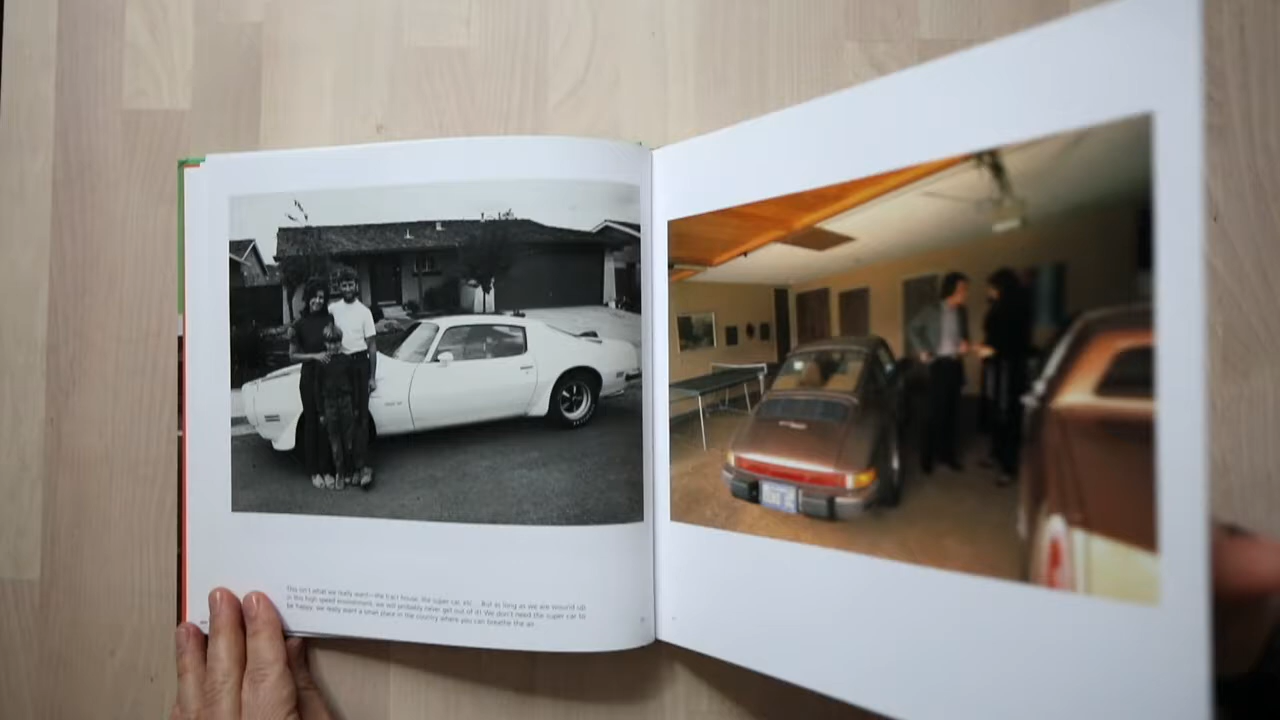 This isn't what we really want—the tract house, the super car, etc. . . But as long as we are wound up
in this high speed environment, we will probably never get out of it! We don't need the super car to
be happy; we really want a small place in the country where you can breathe the air.